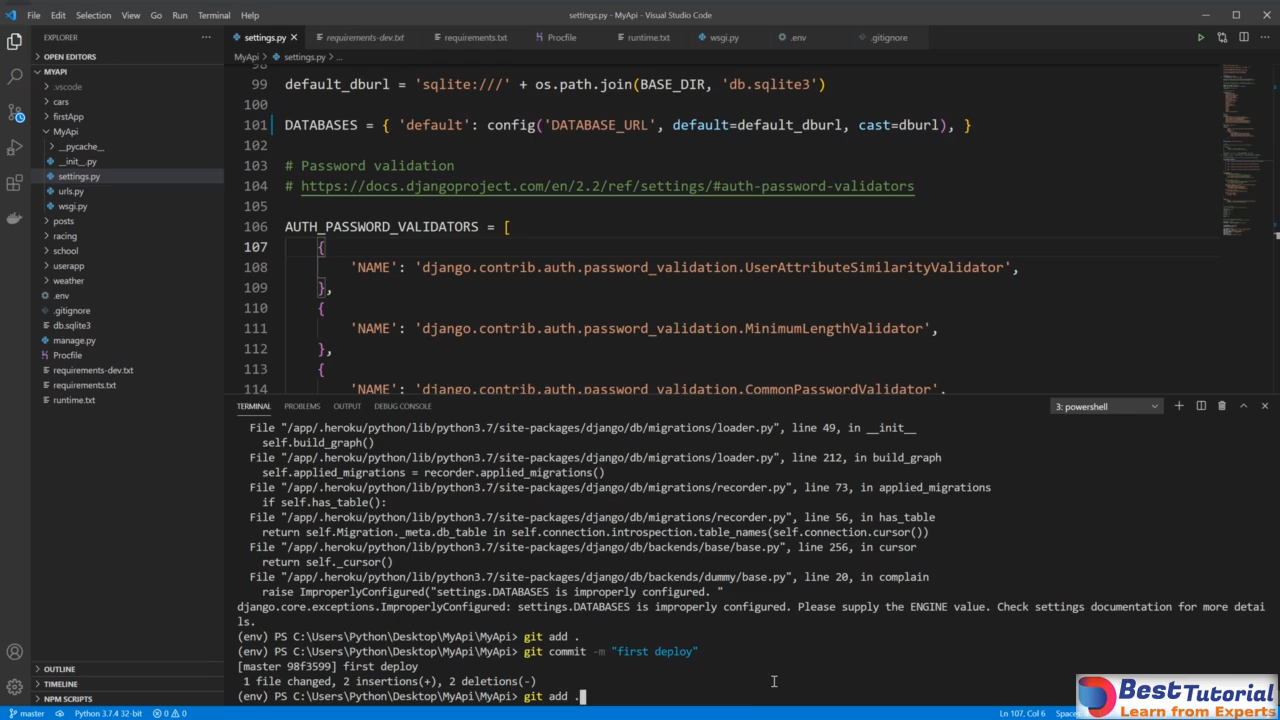 File Edit Selection View Go Run Terminal Help
settings.py - MyApi - Visual Studio Code
EXPLORER
settings.py requirements-dev.txt requirements.txt Procfile runtime.txt wsgi.py .env .gitignore
MyApi > settings.py > ...
OPEN EDITORS
MYAPI
.vscode
cars
firstApp
MyApi
__pycache__
__init__.py
settings.py
urls.py
wsgi.py
posts
racing
school
userapp
weather
.env
.gitignore
db.sqlite3
manage.py
Procfile
requirements-dev.txt
requirements.txt
runtime.txt
OUTLINE
TIMELINE
NPM SCRIPTS
98
99 default_dburl = 'sqlite:///' + os.path.join(BASE_DIR, 'db.sqlite3')
100
101 DATABASES = { 'default': config('DATABASE_URL', default=default_dburl, cast=dburl), }
102
103 # Password validation
104 # https://docs.djangoproject.com/en/2.2/ref/settings/#auth-password-validators
105
106 AUTH_PASSWORD_VALIDATORS = [
107 {
108 'NAME': 'django.contrib.auth.password_validation.UserAttributeSimilarityValidator',
109 },
110 {
111 'NAME': 'django.contrib.auth.password_validation.MinimumLengthValidator',
112 },
113 {
114 'NAME': 'django.contrib.auth.password_validation.CommonPasswordValidator',
TERMINAL PROBLEMS OUTPUT DEBUG CONSOLE
3: powershell
File "/app/.heroku/python/lib/python3.7/site-packages/django/db/migrations/loader.py", line 49, in __init__
self.build_graph()
File "/app/.heroku/python/lib/python3.7/site-packages/django/db/migrations/loader.py", line 212, in build_graph
self.applied_migrations = recorder.applied_migrations()
File "/app/.heroku/python/lib/python3.7/site-packages/django/db/migrations/recorder.py", line 73, in applied_migrations
if self.has_table():
File "/app/.heroku/python/lib/python3.7/site-packages/django/db/migrations/recorder.py", line 56, in has_table
return self.Migration._meta.db_table in self.connection.introspection.table_names(self.connection.cursor())
File "/app/.heroku/python/lib/python3.7/site-packages/django/db/backends/base/base.py", line 256, in cursor
return self._cursor()
File "/app/.heroku/python/lib/python3.7/site-packages/django/db/backends/dummy/base.py", line 20, in complain
raise ImproperlyConfigured("settings.DATABASES is improperly configured. "
django.core.exceptions.ImproperlyConfigured: settings.DATABASES is improperly configured. Please supply the ENGINE value. Check settings documentation for more detai
ls.
(env) PS C:\Users\Python\Desktop\MyApi\MyApi> git add .
(env) PS C:\Users\Python\Desktop\MyApi\MyApi> git commit -m "first deploy"
[master 98f3599] first deploy
1 file changed, 2 insertions(+), 2 deletions(-)
(env) PS C:\Users\Python\Desktop\MyApi\MyApi> git add .
BestTutorial
Learn from Experts
master Python 3.7.4 32-bit 0 0 Ln 107, Col 6